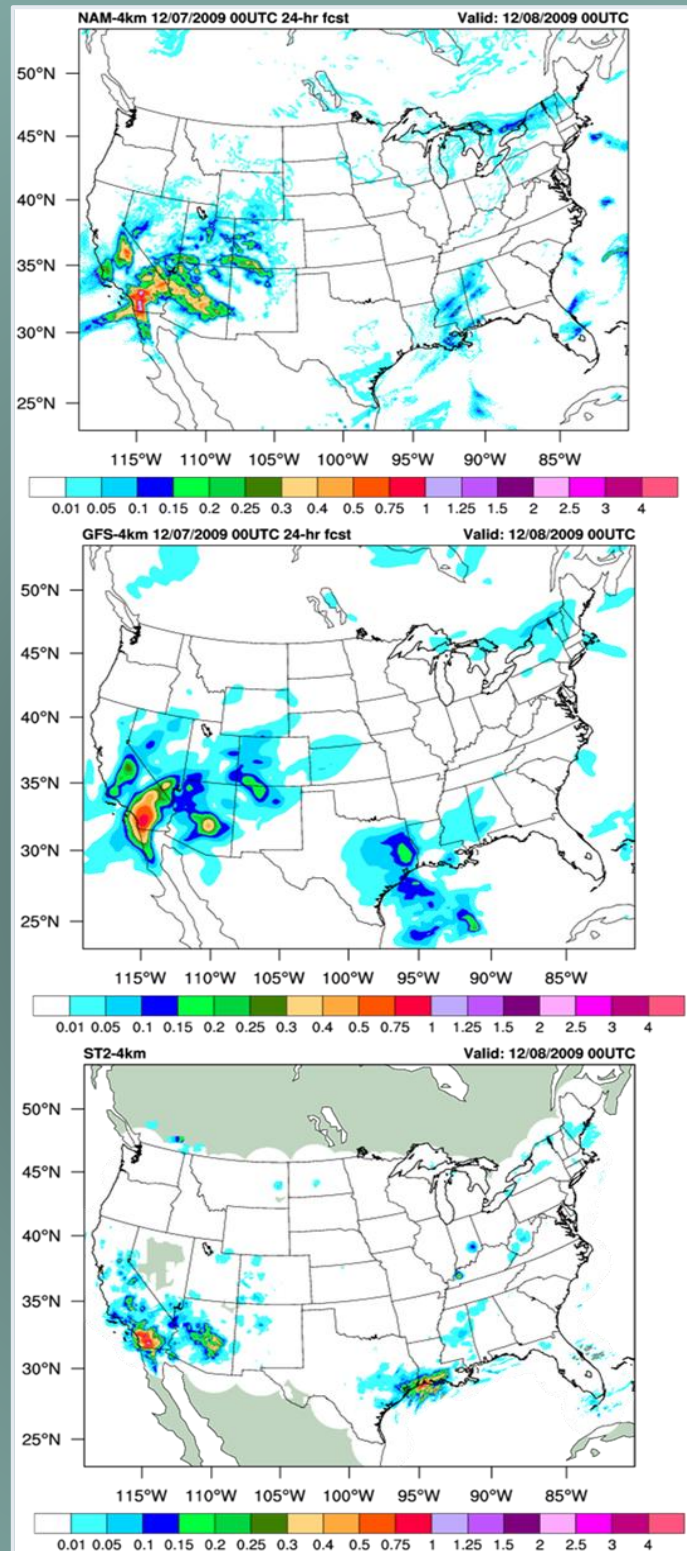 NAM-4km 12/07/2009 00UTC 24-hr fcst Valid: 12/08/2009 00UTC
50°N
45°N
40°N
35°N
30°N
25°N
115°W 110°W 105°W 100°W 95°W 90°W 85°W
0.01 0.05 0.1 0.15 0.2 0.25 0.3 0.4 0.5 0.75 1 1.25 1.5 2 2.5 3 4
GFS-4km 12/07/2009 00UTC 24-hr fcst Valid: 12/08/2009 00UTC
50°N
45°N
40°N
35°N
30°N
25°N
115°W 110°W 105°W 100°W 95°W 90°W 85°W
0.01 0.05 0.1 0.15 0.2 0.25 0.3 0.4 0.5 0.75 1 1.25 1.5 2 2.5 3 4
ST2-4km Valid: 12/08/2009 00UTC
50°N
45°N
40°N
35°N
30°N
25°N
115°W 110°W 105°W 100°W 95°W 90°W 85°W
0.01 0.05 0.1 0.15 0.2 0.25 0.3 0.4 0.5 0.75 1 1.25 1.5 2 2.5 3 4